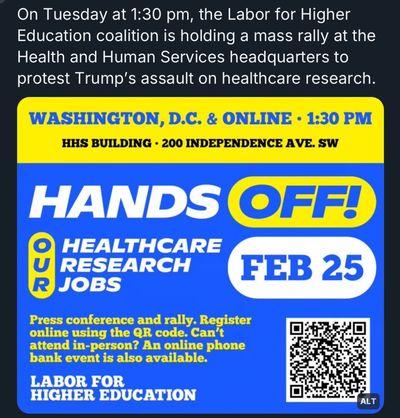 On Tuesday at 1:30 pm, the Labor for Higher
Education coalition is holding a mass rally at the
Health and Human Services headquarters to
protest Trump’s assault on healthcare research.
WASHINGTON, D.C. & ONLINE · 1:30 PM
HHS BUILDING · 200 INDEPENDENCE AVE. SW
HANDS OFF!
OUR
HEALTHCARE
RESEARCH
JOBS
FEB 25
Press conference and rally. Register
online using the QR code. Can’t
attend in-person? An online phone
bank event is also available.
LABOR FOR
HIGHER EDUCATION
ALT